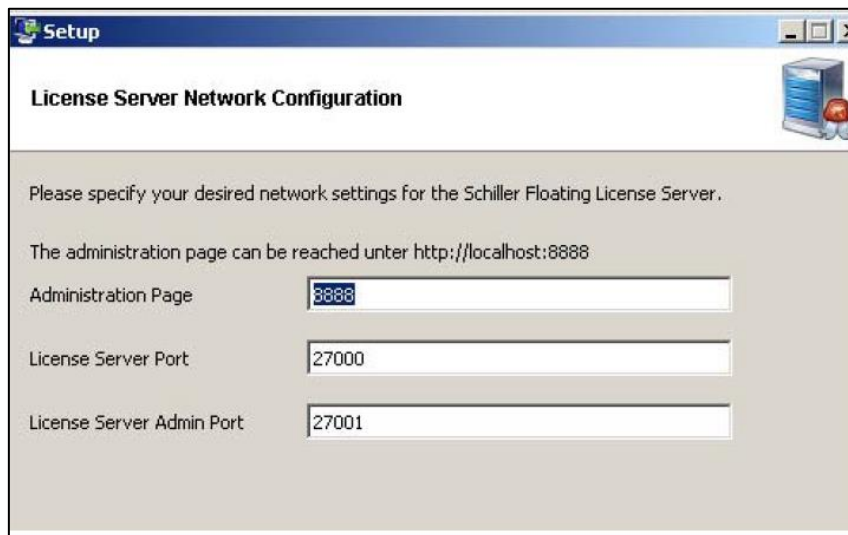 Setup
License Server Network Configuration
Please specify your desired network settings for the Schiller Floating License Server.
The administration page can be reached unter http://localhost:8888
Administration Page 8888
License Server Port 27000
License Server Admin Port 27001